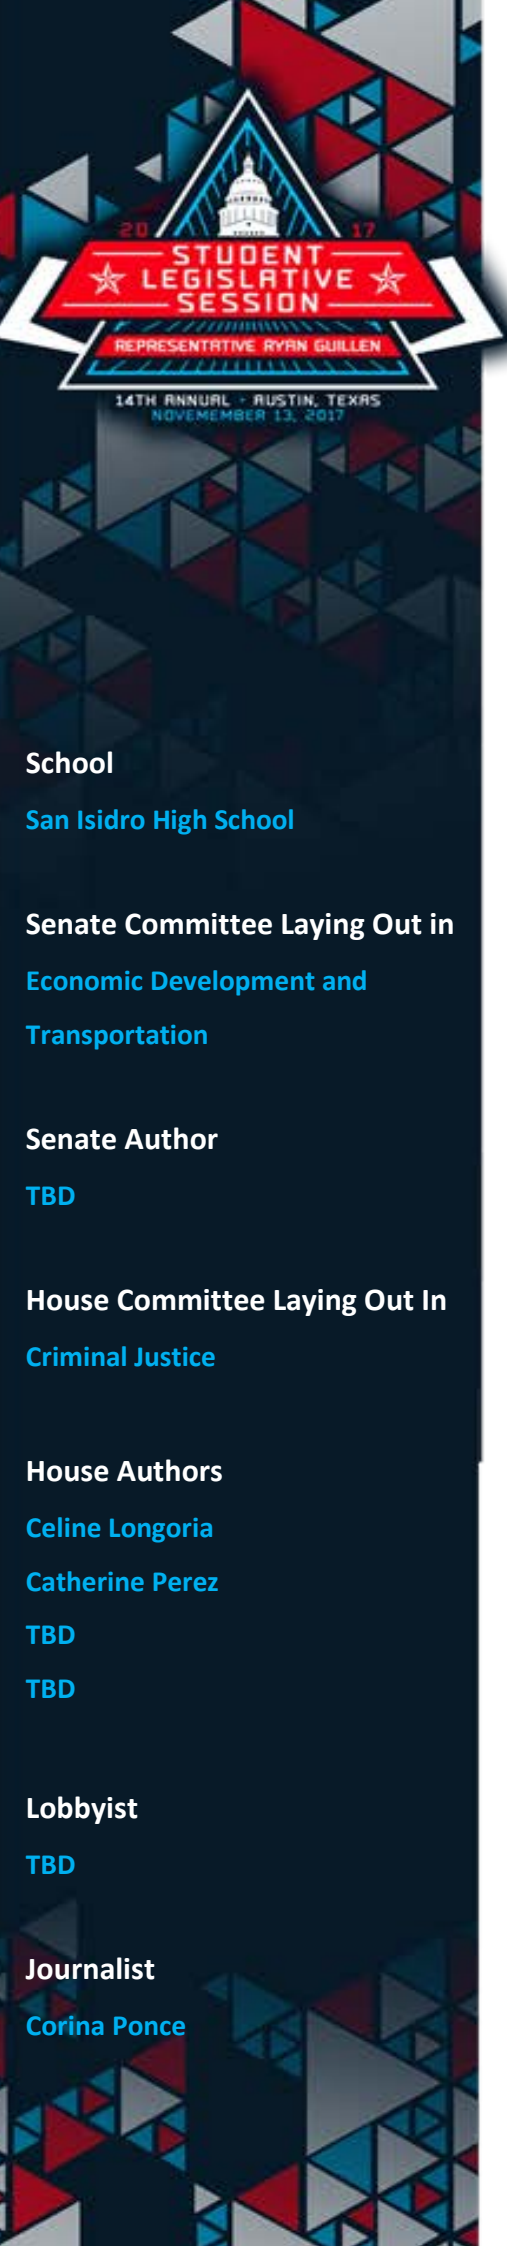 20 17
STUDENT
LEGISLATIVE
SESSION
REPRESENTATIVE RYAN GUILLEN
14TH ANNUAL - AUSTIN, TEXAS
NOVEMEMBER 13, 2017
School
San Isidro High School
Senate Committee Laying Out in
Economic Development and
Transportation
Senate Author
TBD
House Committee Laying Out In
Criminal Justice
House Authors
Celine Longoria
Catherine Perez
TBD
TBD
Lobbyist
TBD
Journalist
Corina Ponce